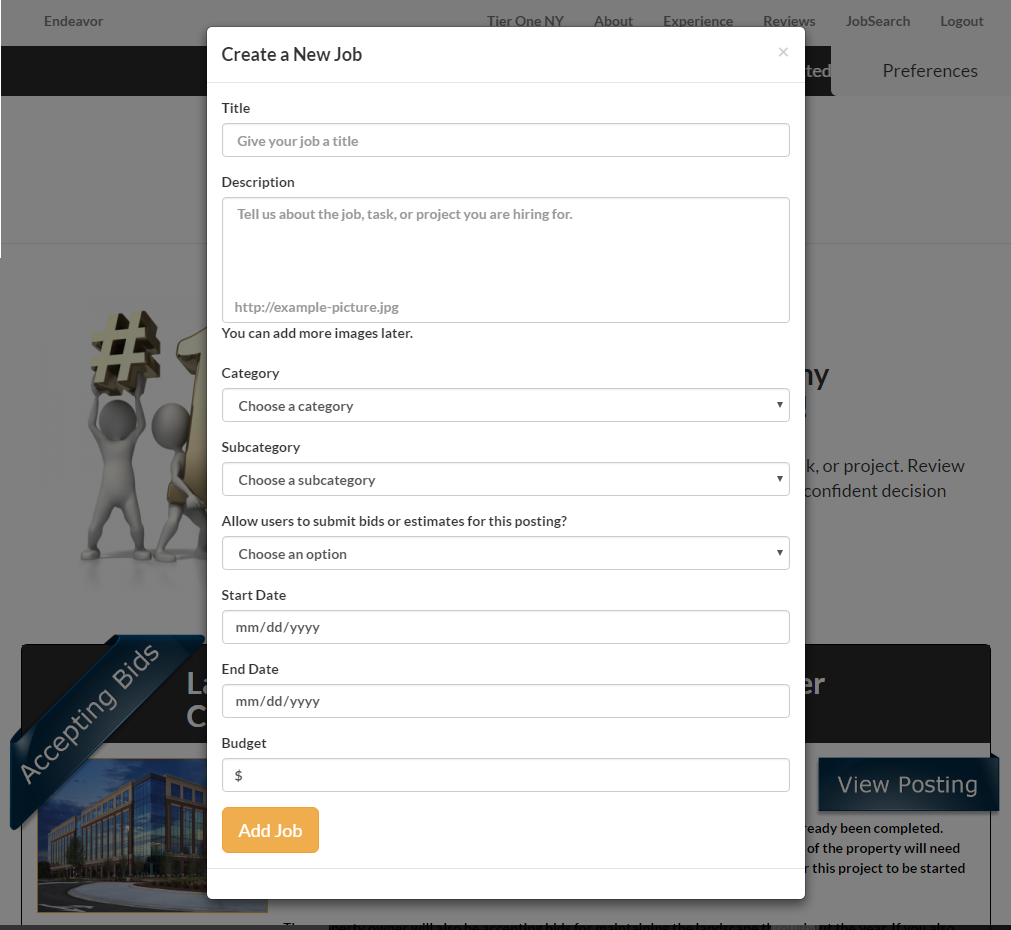 Endeavor
Tier One NY
About
Experience
Reviews
JobSearch
Logout
Create a New Job
×
ted
Preferences
Title
Give your job a title
Description
Tell us about the job, task, or project you are hiring for.
http://example-picture.jpg
You can add more images later.
#1
Category
Choose a category
Subcategory
Choose a subcategory
k, or project. Review
confident decision
Allow users to submit bids or estimates for this posting?
Choose an option
Start Date
mm/dd/yyyy
End Date
mm/dd/yyyy
Accepting Bids
er
Budget
$
View Posting
Add Job
eady been completed.
of the property will need
r this project to be started